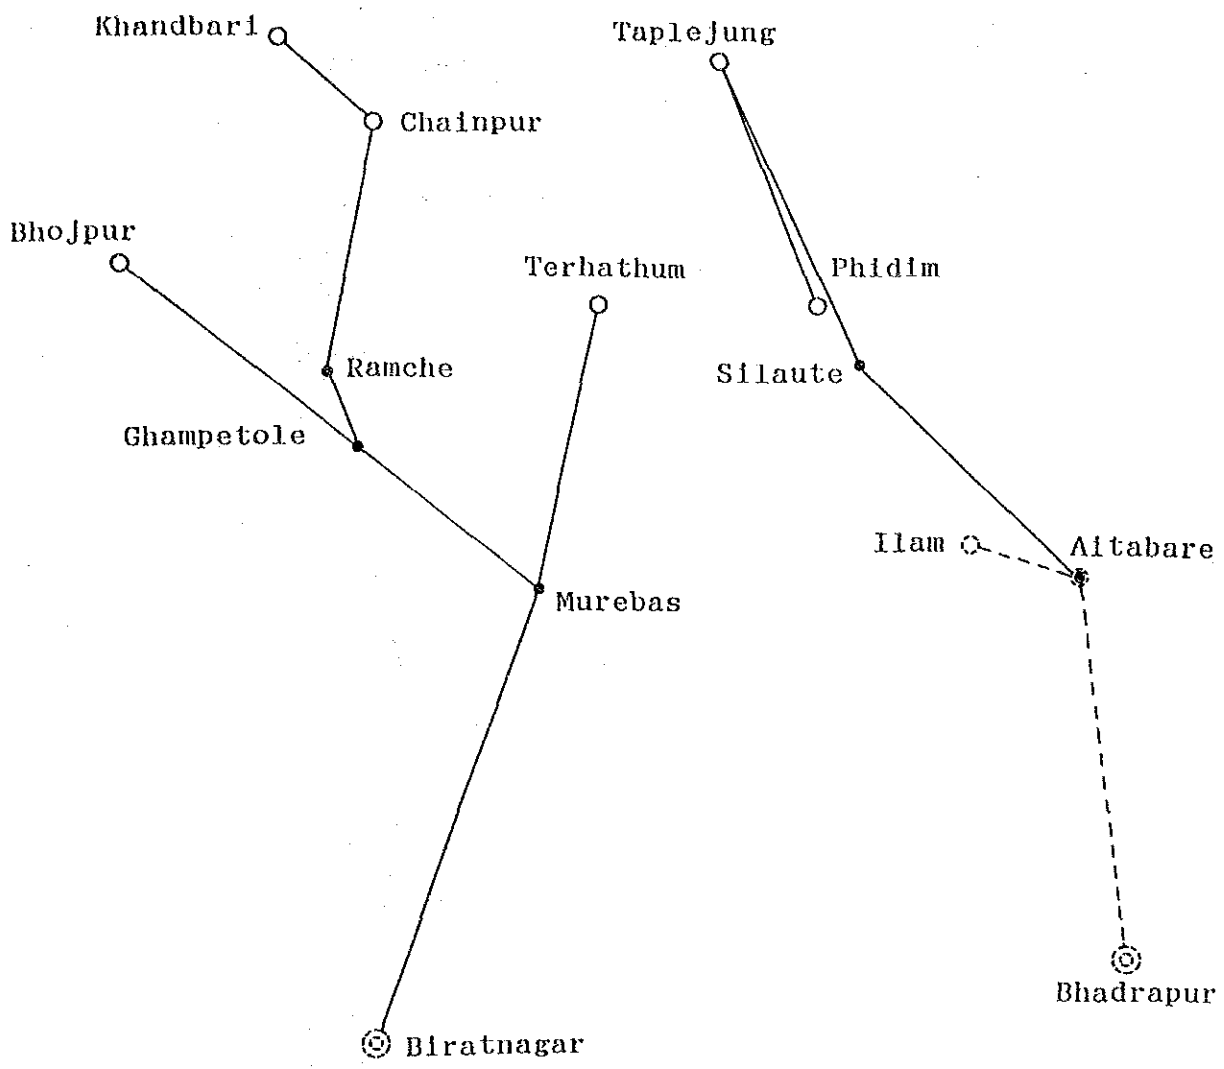 Khandbari
Taplejung
Chainpur
Bhojpur
Terhathum
Phidim
Ramche
Silaute
Ghampetole
Ilam
Aitabare
Murebas
Bhadrapur
Biratnagar